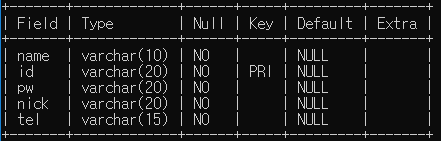 | Field | Type | Null | Key | Default | Extra |
| name | varchar(10) | NO | | NULL | |
| id | varchar(20) | NO | PRI | NULL | |
| pw | varchar(20) | NO | | NULL | |
| nick | varchar(20) | NO | | NULL | |
| tel | varchar(15) | NO | | NULL | |